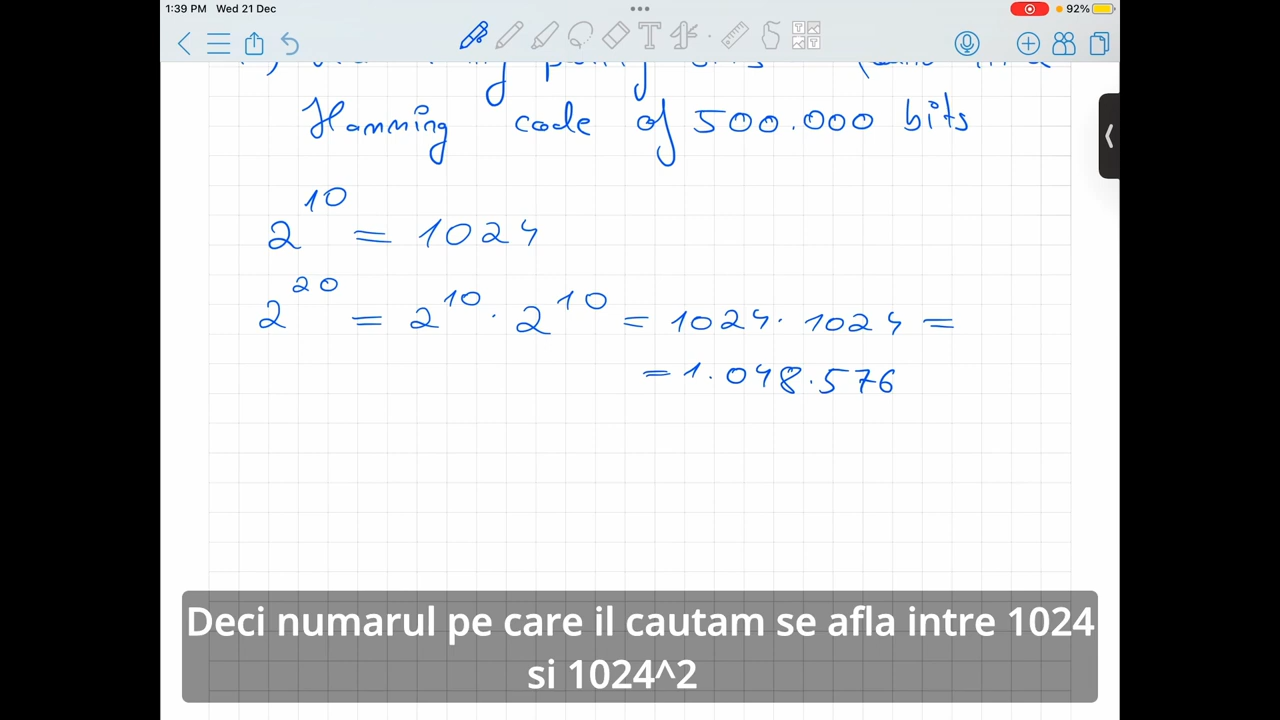 1:39 PM Wed 21 Dec
92%
Hamming code of 500.000 bits
2^10 = 1024
2^20 = 2^10 · 2^10 = 1024 · 1024 =
= 1.048.576
Deci numarul pe care il cautam se afla intre 1024
si 1024^2